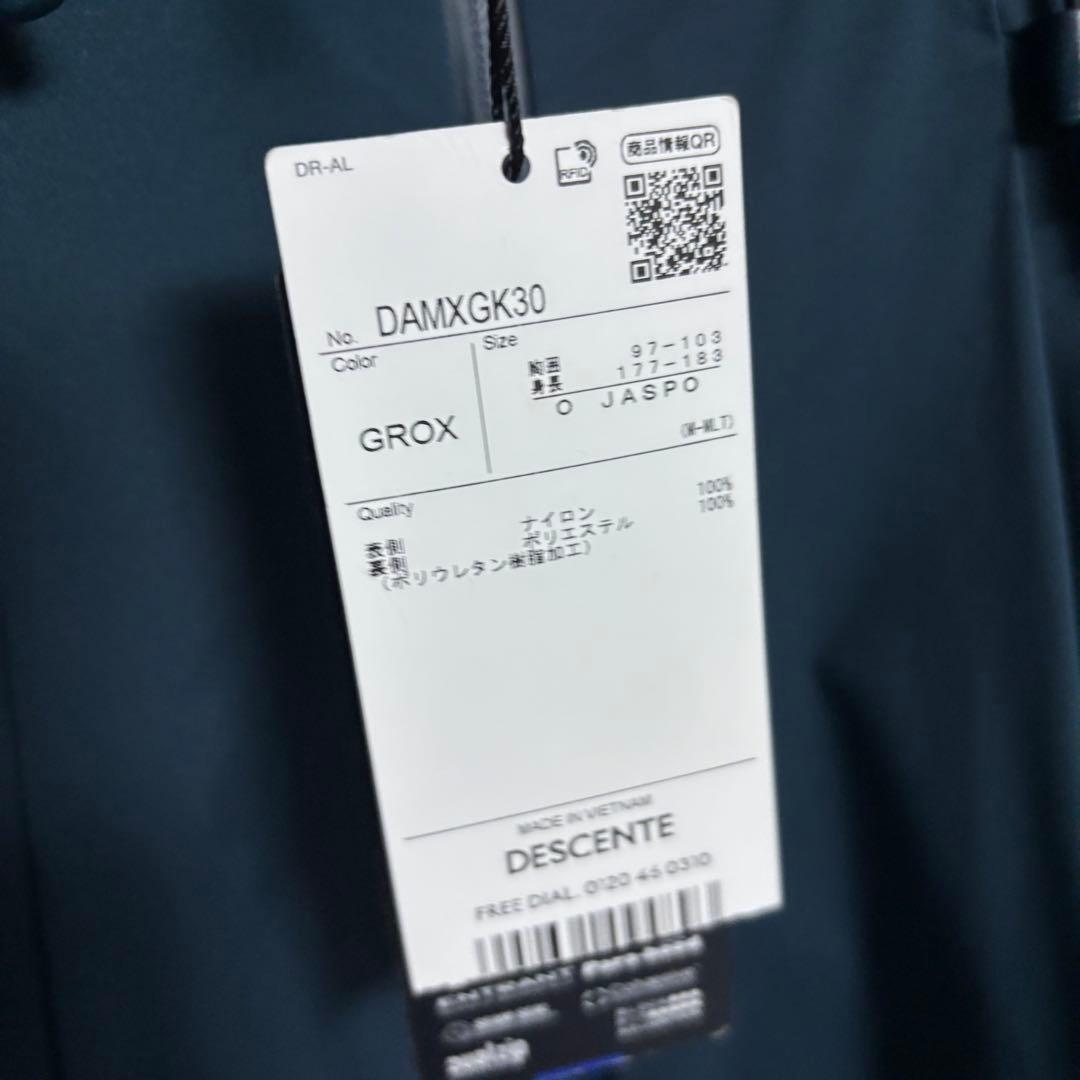 DR-AL
RFID
商品情報QR
No. DAMXGK30
Color
GROX
Size
胸囲 97-103
身長 177-183
O JASPO
(M-MLT)
Quality
表側 ナイロン 100%
裏側 ポリエステル 100%
(ポリウレタン樹脂加工)
MADE IN VIETNAM
DESCENTE
FREE DIAL. 0120 46 0310
ENTRANT